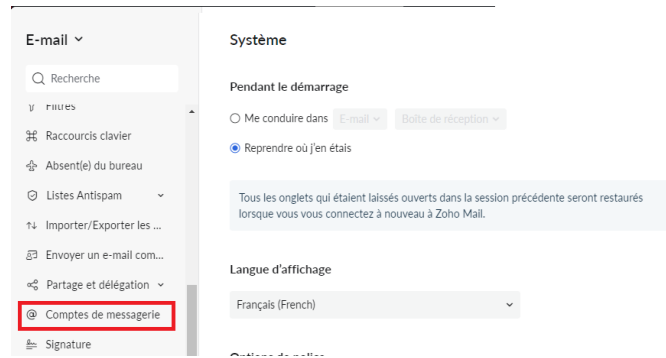 E-mail
Recherche
Filtres
Raccourcis clavier
Absent(e) du bureau
Listes Antispam
Importer/Exporter les ...
Envoyer un e-mail com...
Partage et délégation
Comptes de messagerie
Signature
Système
Pendant le démarrage
Me conduire dans E-mail Boîte de réception
Reprendre où j'en étais
Tous les onglets qui étaient laissés ouverts dans la session précédente seront restaurés
lorsque vous vous connectez à nouveau à Zoho Mail.
Langue d'affichage
Français (French)
Options de police